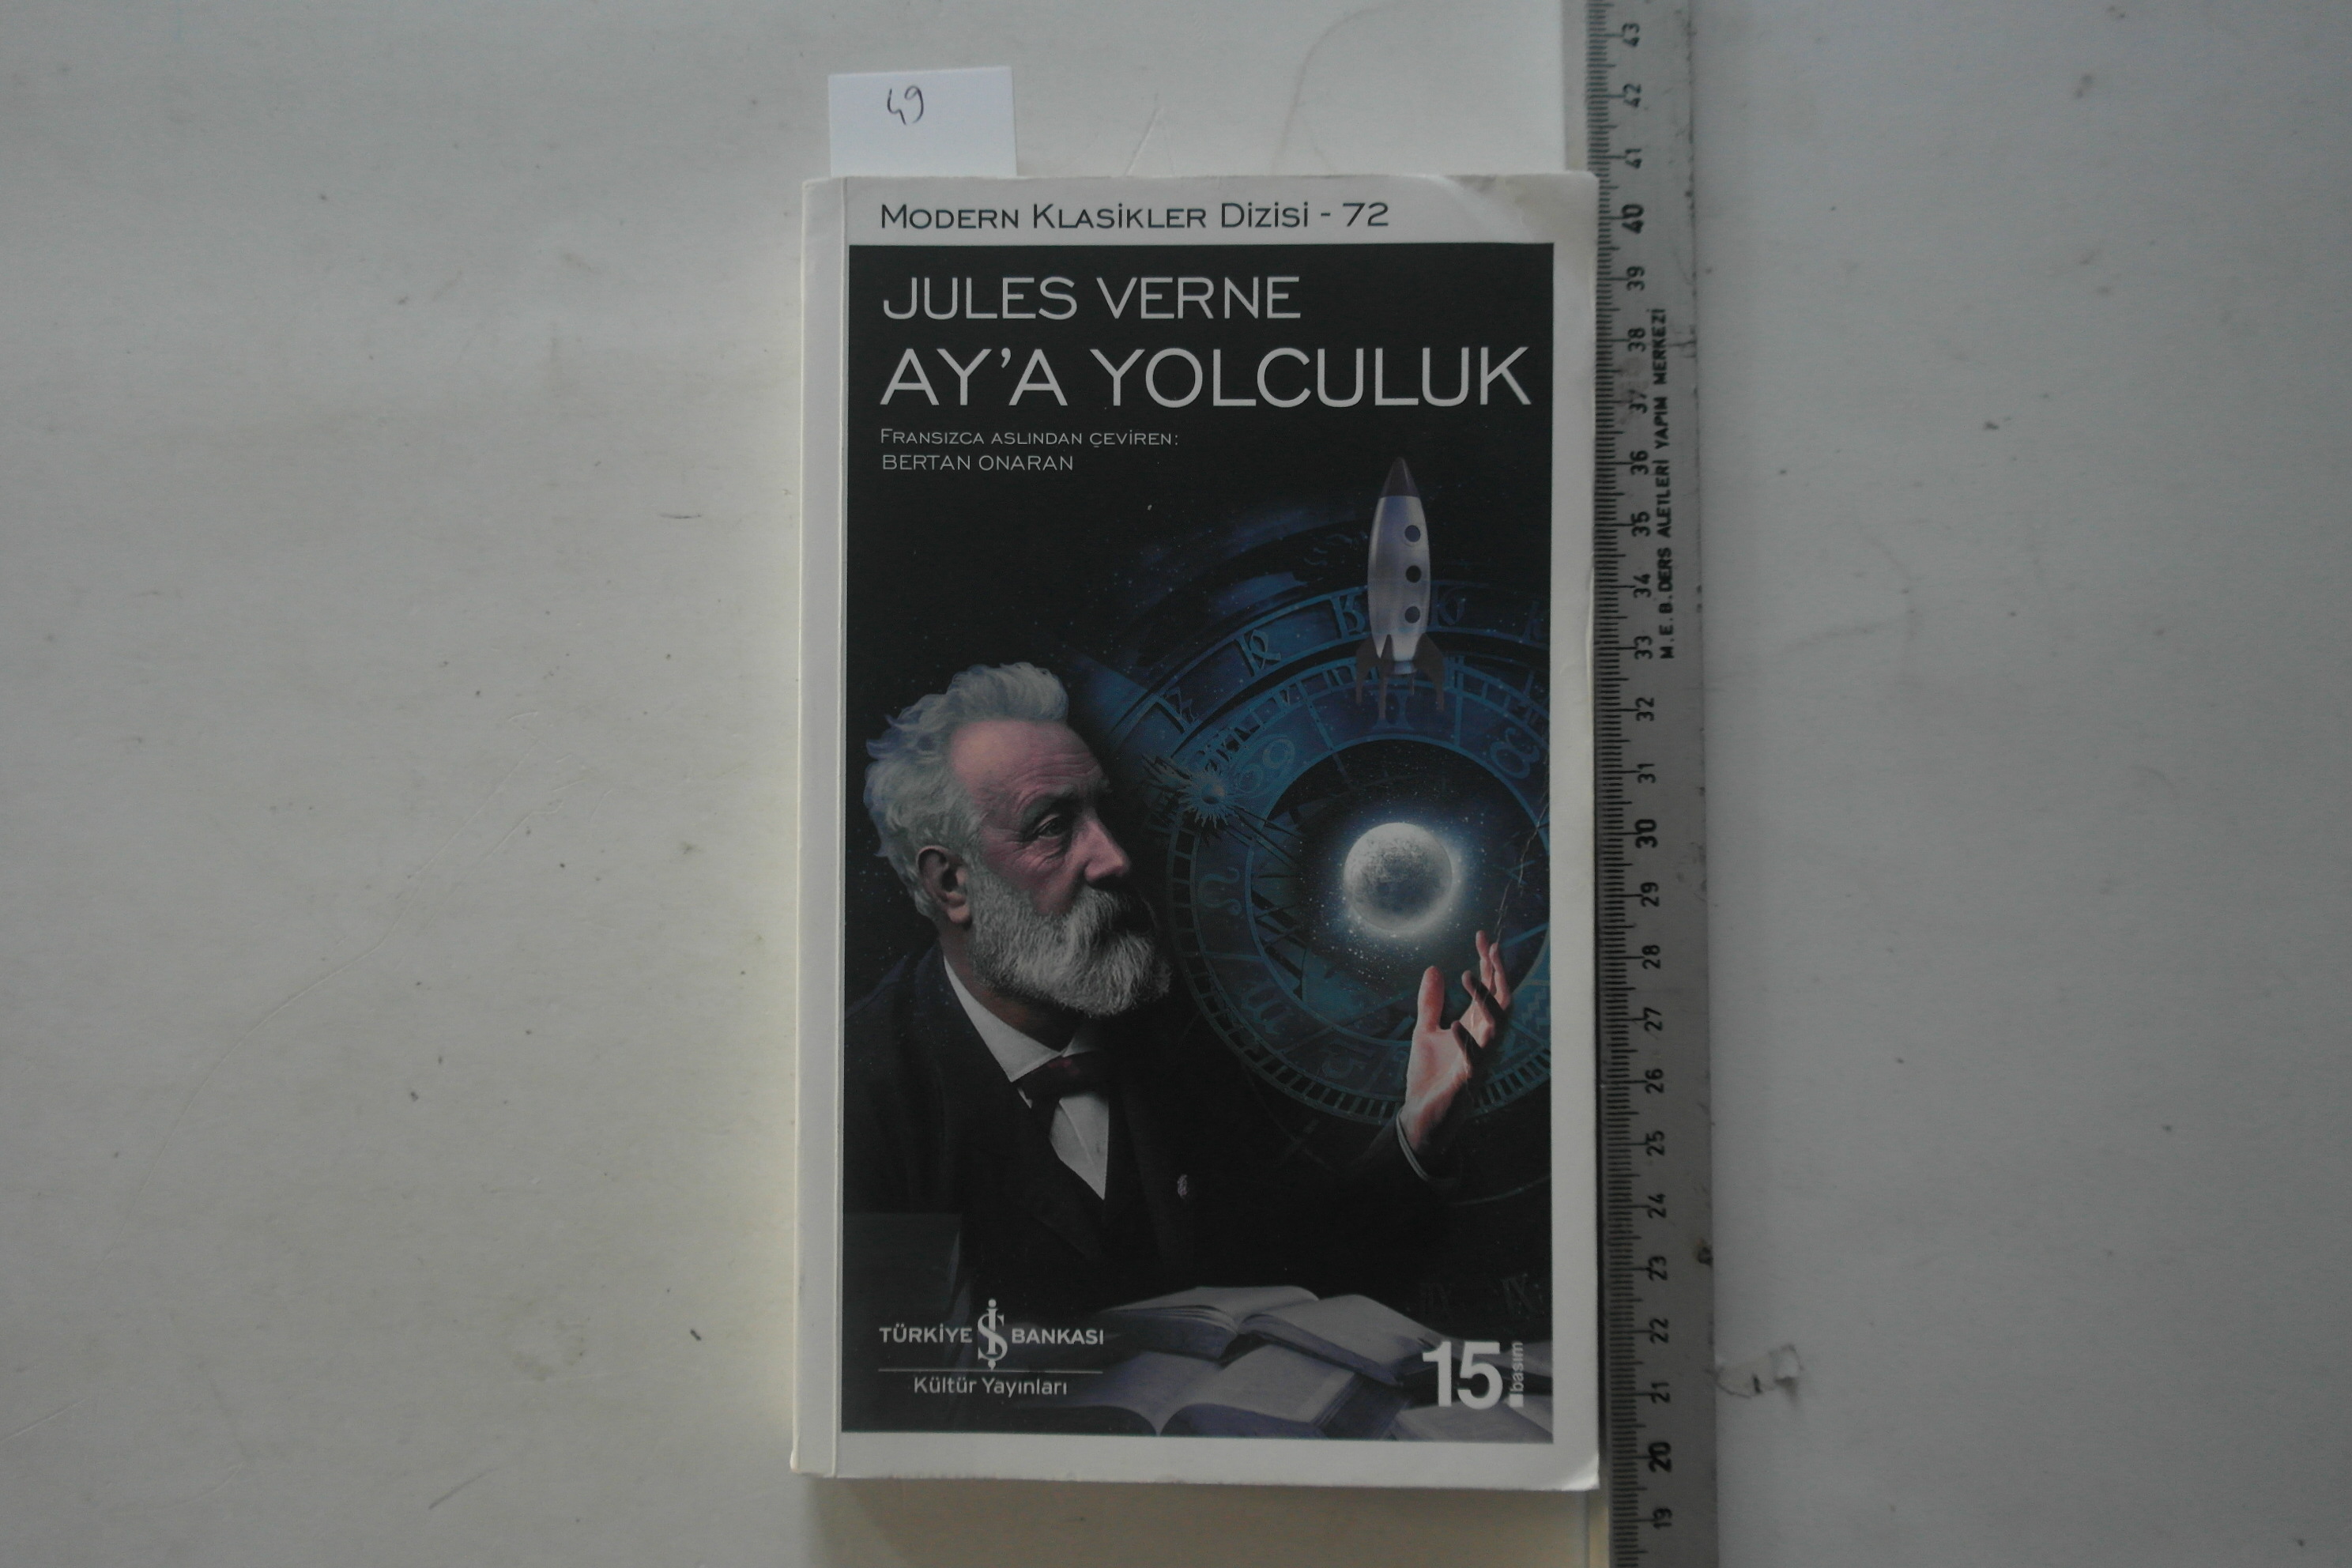 49
MODERN KLASİKLER DİZİSİ - 72
JULES VERNE
AY'A YOLCULUK
FRANSIZCA ASLINDAN ÇEVİREN:
BERTAN ONARAN
TÜRKİYE İŞ BANKASI
Kültür Yayınları
15. basım
43
42
41
40
39
38
37
36
35
34
33
32
31
30
29
28
27
26
25
24
23
22
21
20
19
M.E.B. DERS ALETLERİ YAPIM MERKEZİ